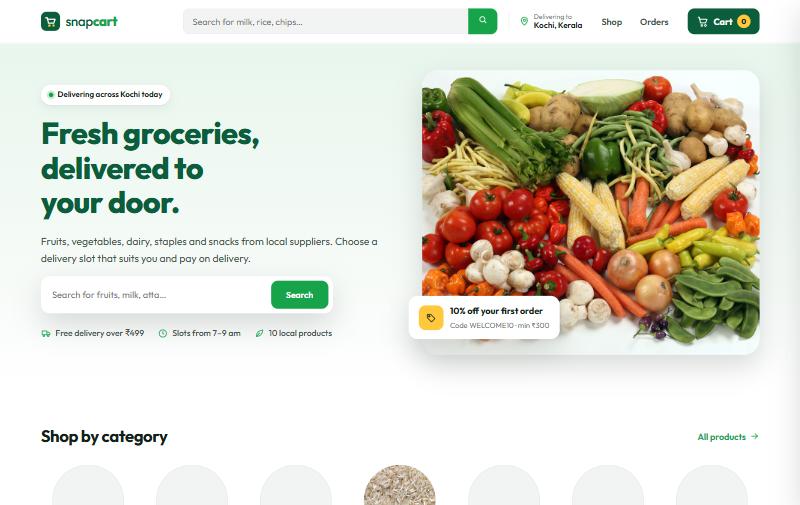 snapcart
Search for milk, rice, chips...
Delivering to
Kochi, Kerala
Shop
Orders
Cart 0
Delivering across Kochi today
Fresh groceries,
delivered to
your door.
Fruits, vegetables, dairy, staples and snacks from local suppliers. Choose a
delivery slot that suits you and pay on delivery.
Search for fruits, milk, atta...
Search
Free delivery over ₹499
Slots from 7–9 am
10 local products
10% off your first order
Code WELCOME10 · min ₹300
Shop by category
All products →